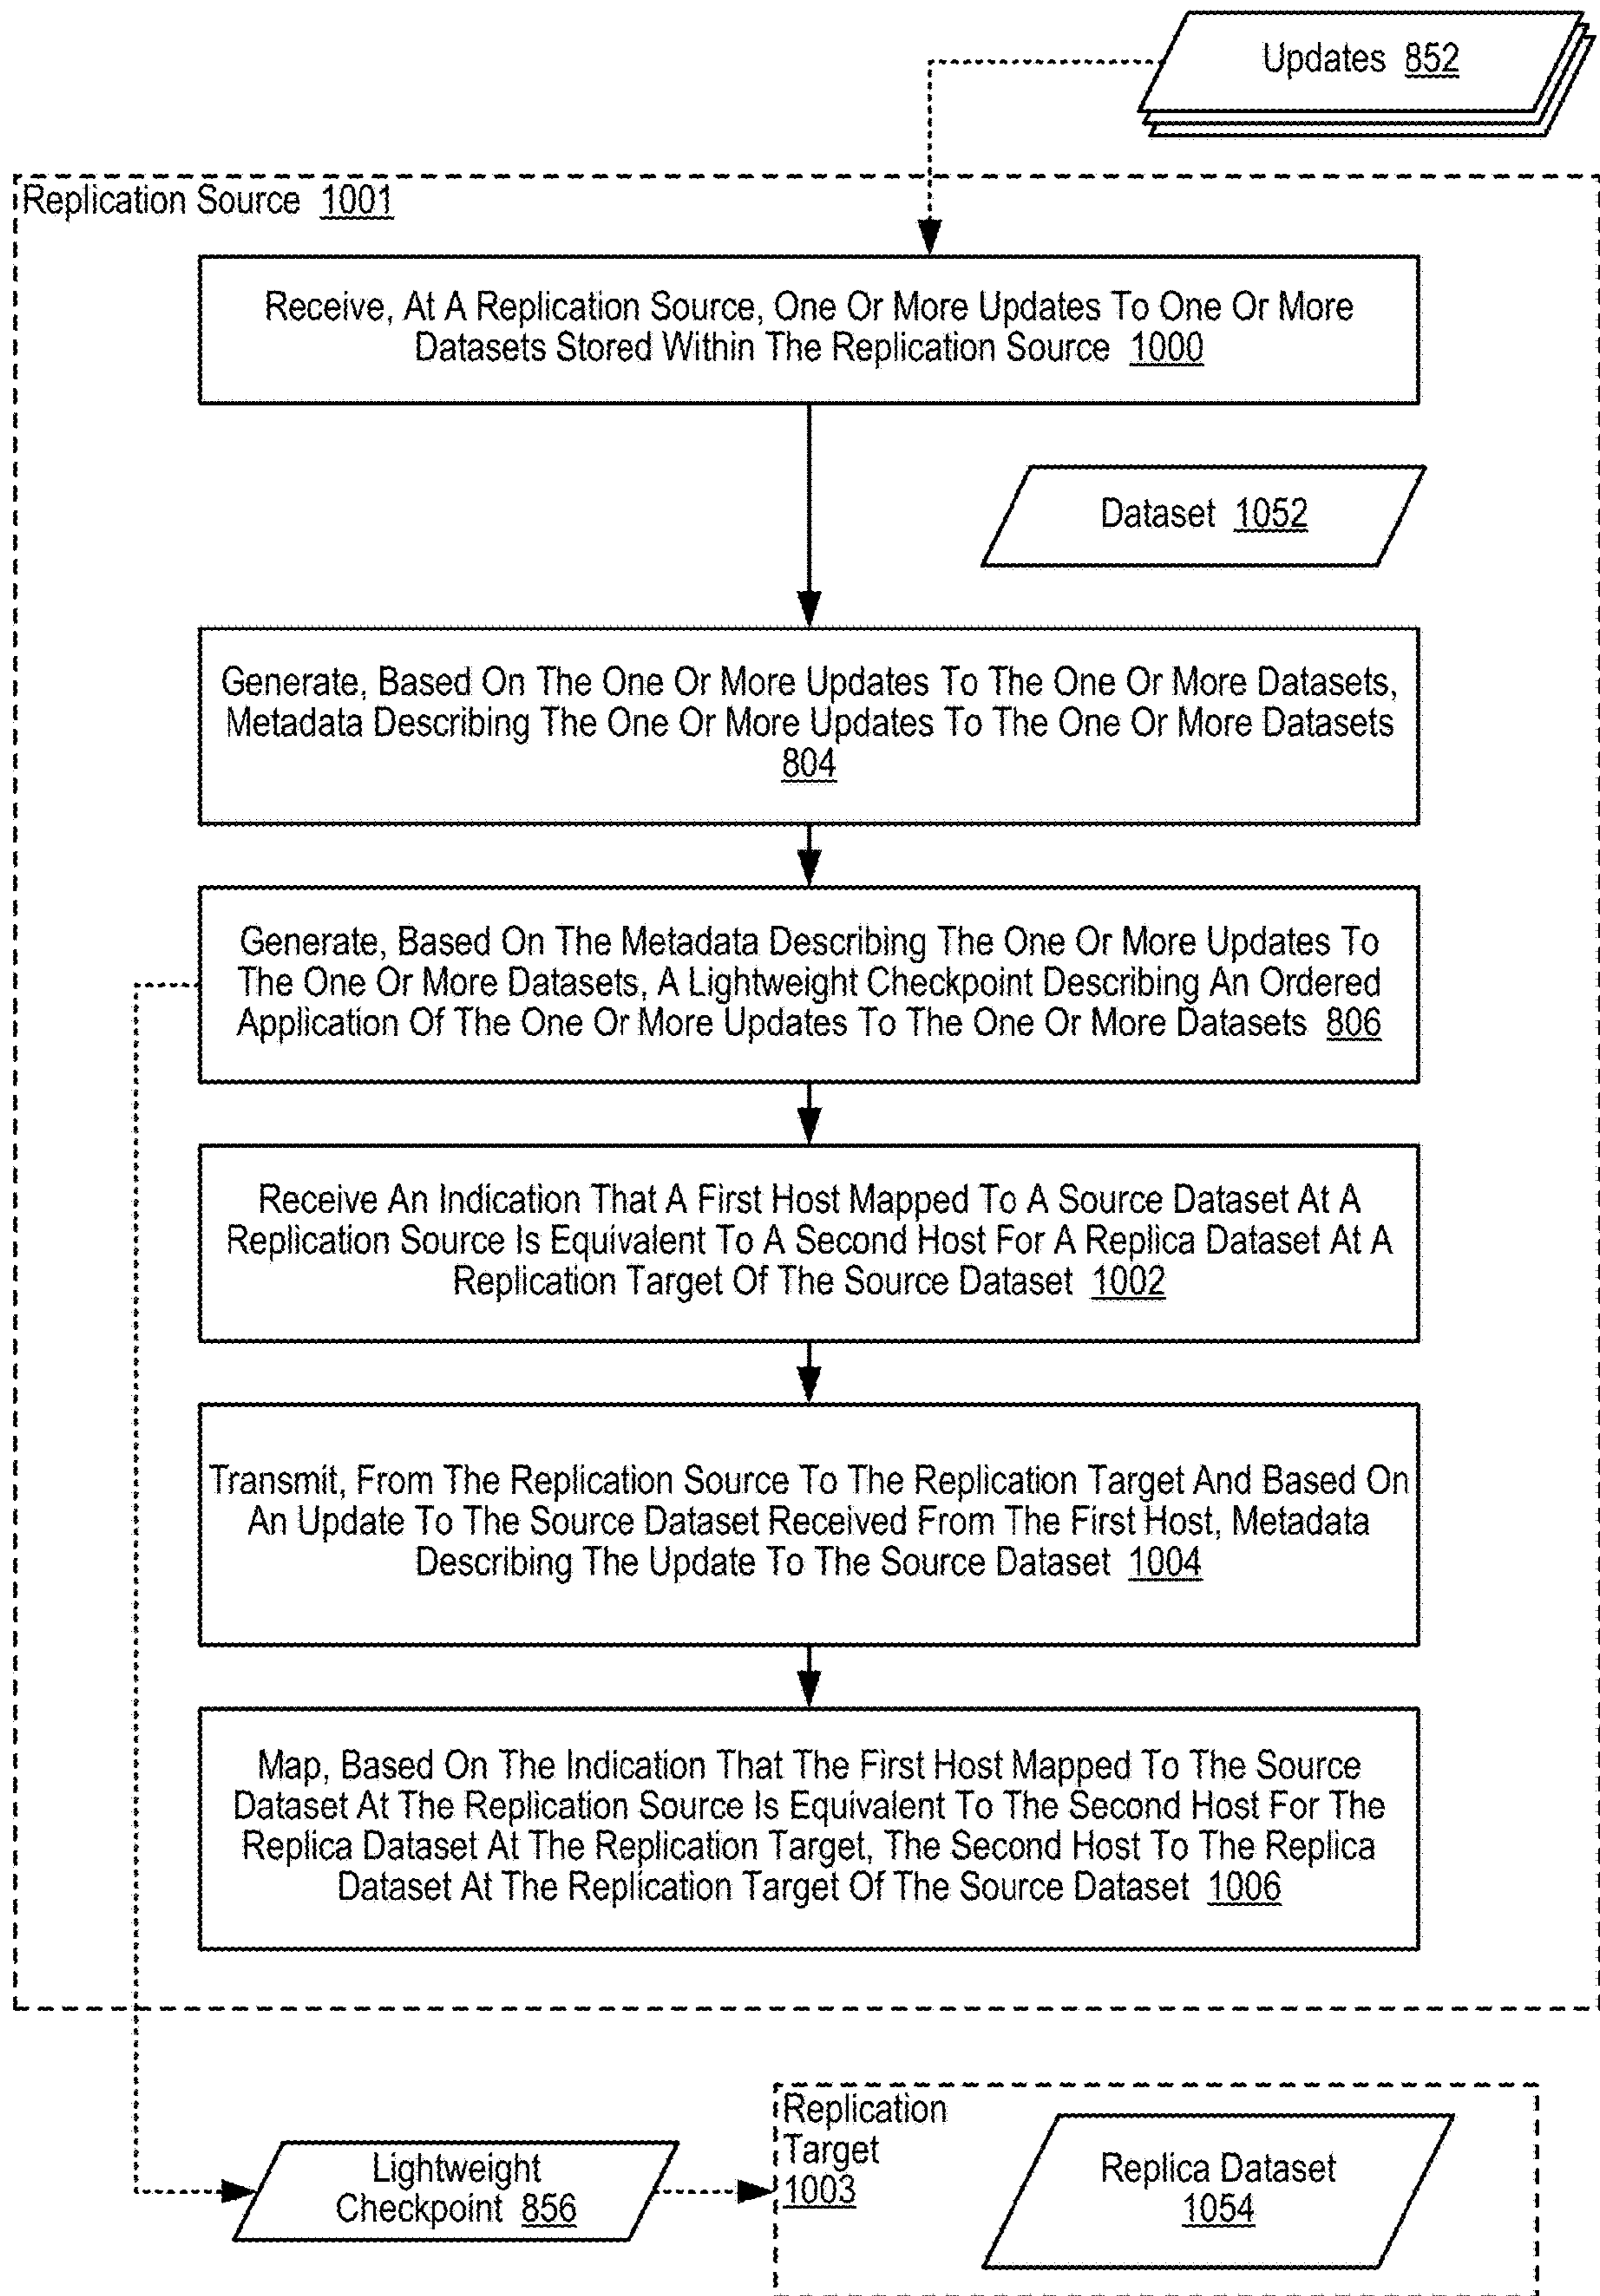 Updates 852
Replication Source 1001
Receive, At A Replication Source, One Or More Updates To One Or More
Datasets Stored Within The Replication Source 1000
Dataset 1052
Generate, Based On The One Or More Updates To The One Or More Datasets,
Metadata Describing The One Or More Updates To The One Or More Datasets
804
Generate, Based On The Metadata Describing The One Or More Updates To
The One Or More Datasets, A Lightweight Checkpoint Describing An Ordered
Application Of The One Or More Updates To The One Or More Datasets 806
Receive An Indication That A First Host Mapped To A Source Dataset At A
Replication Source Is Equivalent To A Second Host For A Replica Dataset At A
Replication Target Of The Source Dataset 1002
Transmit, From The Replication Source To The Replication Target And Based On
An Update To The Source Dataset Received From The First Host, Metadata
Describing The Update To The Source Dataset 1004
Map, Based On The Indication That The First Host Mapped To The Source
Dataset At The Replication Source Is Equivalent To The Second Host For The
Replica Dataset At The Replication Target, The Second Host To The Replica
Dataset At The Replication Target Of The Source Dataset 1006
Lightweight
Checkpoint 856
Replication
Target
1003
Replica Dataset
1054